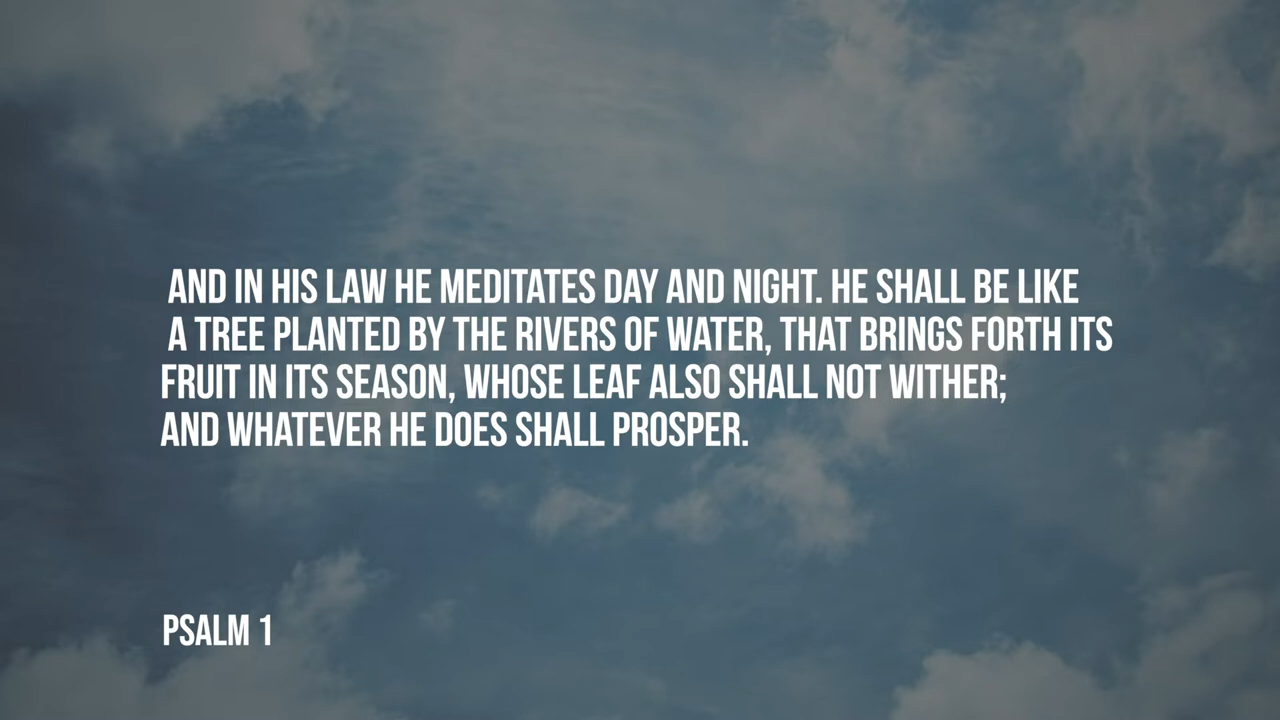 AND IN HIS LAW HE MEDITATES DAY AND NIGHT. HE SHALL BE LIKE
A TREE PLANTED BY THE RIVERS OF WATER, THAT BRINGS FORTH ITS
FRUIT IN ITS SEASON, WHOSE LEAF ALSO SHALL NOT WITHER;
AND WHATEVER HE DOES SHALL PROSPER.
PSALM 1